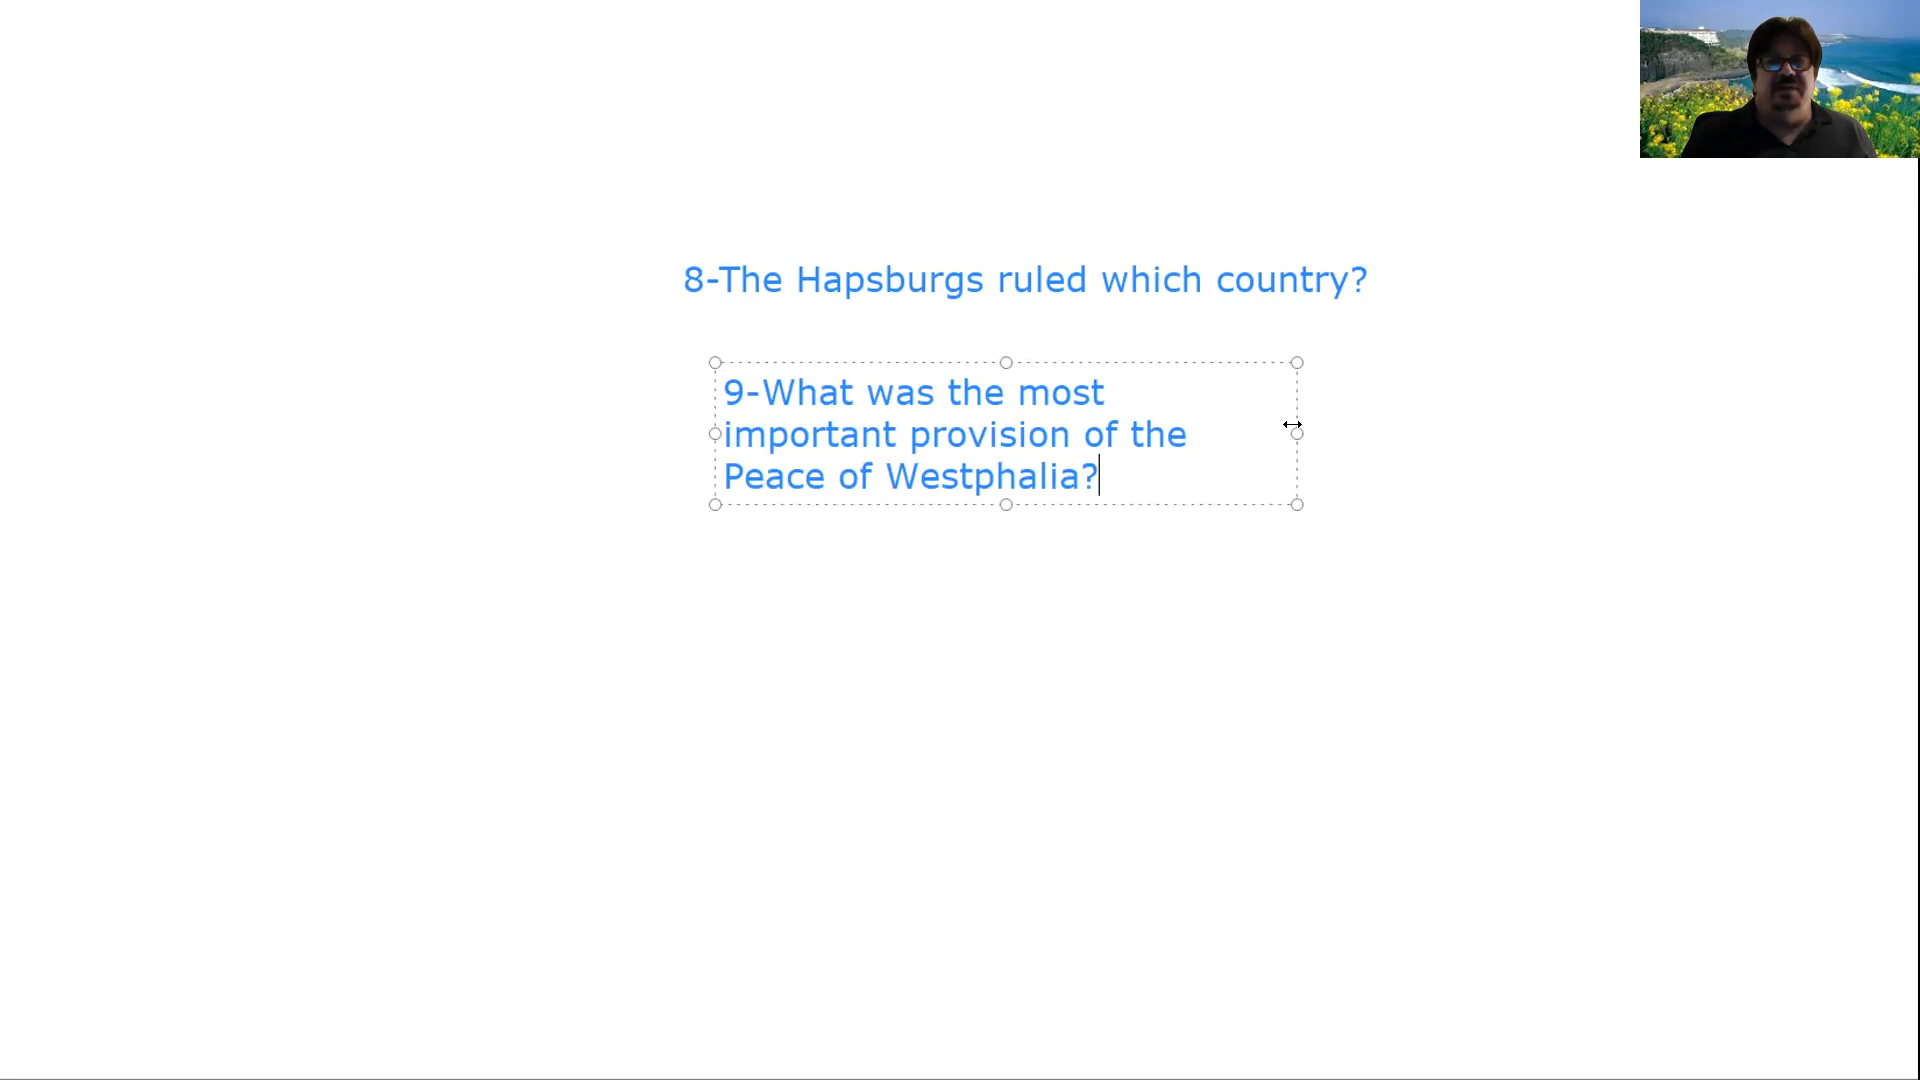 8-The Hapsburgs ruled which country?
9-What was the most
important provision of the
Peace of Westphalia?